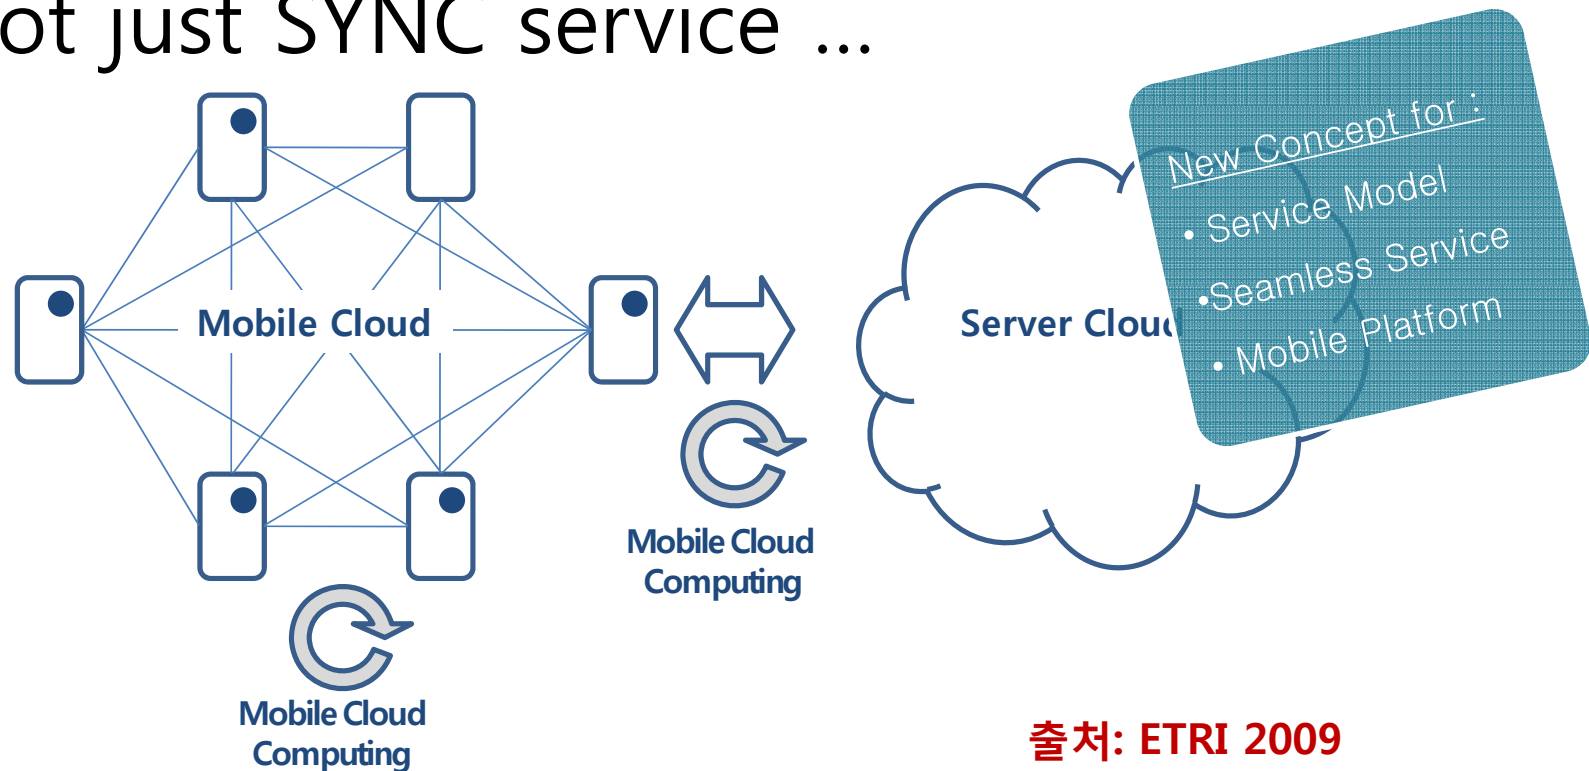 ot just SYNC service ...
New Concept for :
• Service Model
•Seamless Service
• Mobile Platform
Mobile Cloud
Server Cloud
Mobile Cloud
Computing
Mobile Cloud
Computing
출처: ETRI 2009